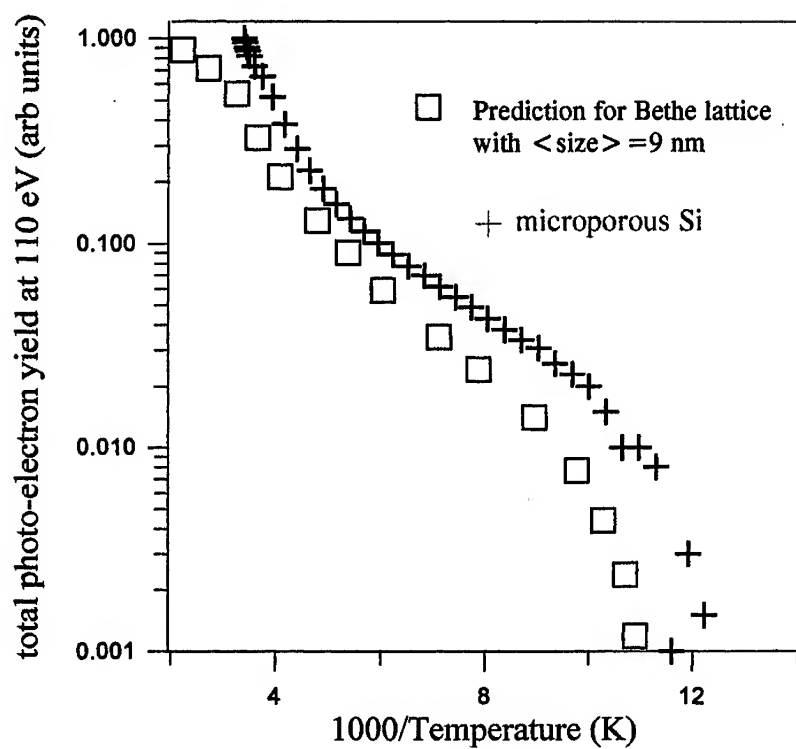 total photo-electron yield at 110 eV (arb units)
1.000
0.100
0.010
0.001
Prediction for Bethe lattice
with <size> =9 nm
microporous Si
4
8
12
1000/Temperature (K)